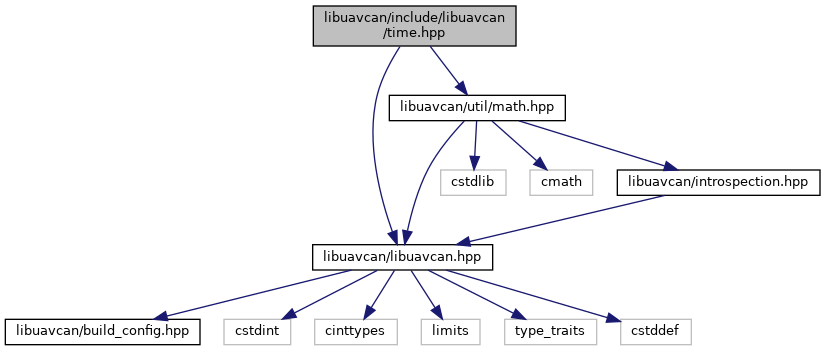 libuavcan/include/libuavcan
/time.hpp
libuavcan/util/math.hpp
cstdlib
cmath
libuavcan/introspection.hpp
libuavcan/libuavcan.hpp
libuavcan/build_config.hpp
cstdint
cinttypes
limits
type_traits
cstddef